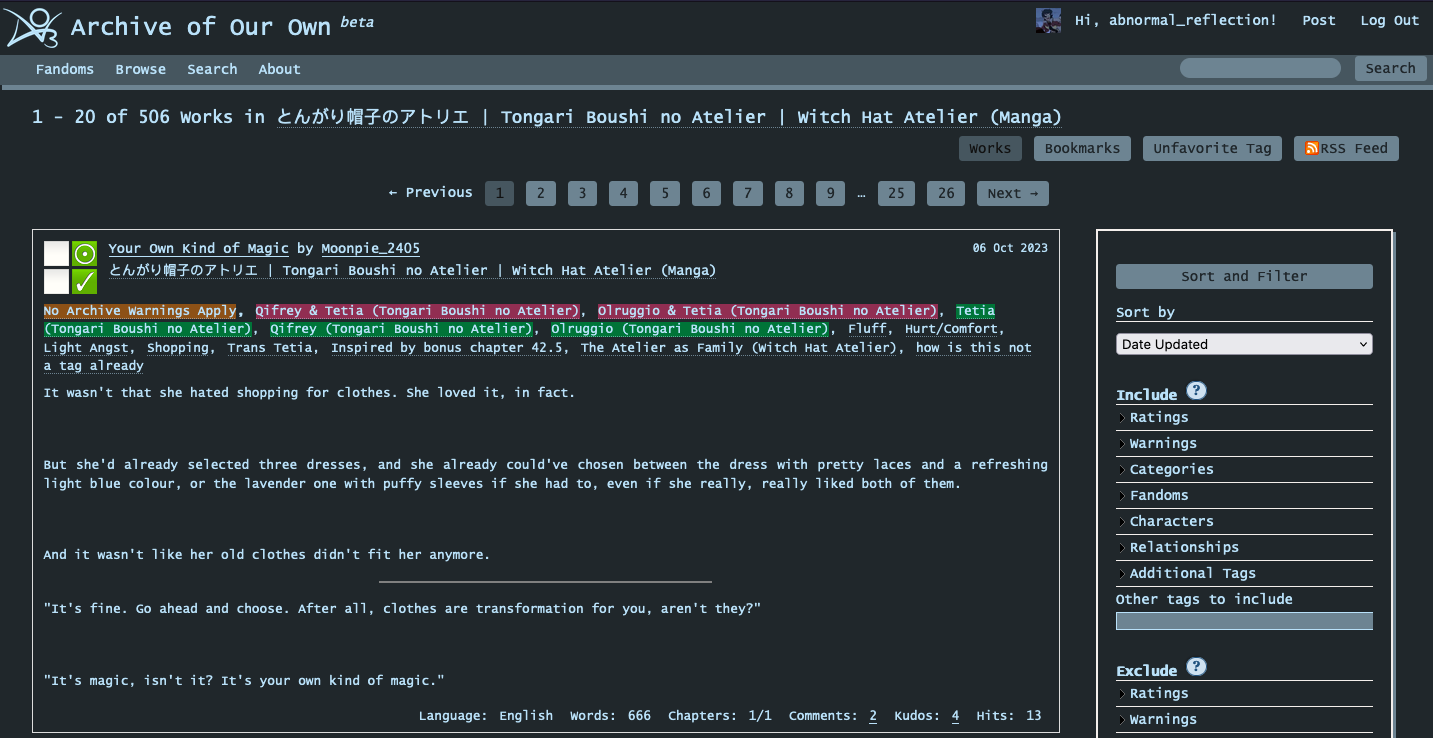 Archive of Our Own beta
Hi, abnormal_reflection! Post Log Out
Fandoms Browse Search About
Search
1 - 20 of 506 Works in とんがり帽子のアトリエ | Tongari Boushi no Atelier | Witch Hat Atelier (Manga)
Works Bookmarks Unfavorite Tag RSS Feed
← Previous 1 2 3 4 5 6 7 8 9 … 25 26 Next →
Your Own Kind of Magic by Moonpie_2405
06 Oct 2023
とんがり帽子のアトリエ | Tongari Boushi no Atelier | Witch Hat Atelier (Manga)
No Archive Warnings Apply, Qifrey & Tetia (Tongari Boushi no Atelier), Olruggio & Tetia (Tongari Boushi no Atelier), Tetia
(Tongari Boushi no Atelier), Qifrey (Tongari Boushi no Atelier), Olruggio (Tongari Boushi no Atelier), Fluff, Hurt/Comfort,
Light Angst, Shopping, Trans Tetia, Inspired by bonus chapter 42.5, The Atelier as Family (Witch Hat Atelier), how is this not
a tag already
It wasn't that she hated shopping for clothes. She loved it, in fact.
But she'd already selected three dresses, and she already could've chosen between the dress with pretty laces and a refreshing
light blue colour, or the lavender one with puffy sleeves if she had to, even if she really, really liked both of them.
And it wasn't like her old clothes didn't fit her anymore.
"It's fine. Go ahead and choose. After all, clothes are transformation for you, aren't they?"
"It's magic, isn't it? It's your own kind of magic."
Language: English Words: 666 Chapters: 1/1 Comments: 2 Kudos: 4 Hits: 13
Sort and Filter
Sort by
Date Updated
Include ?
Ratings
Warnings
Categories
Fandoms
Characters
Relationships
Additional Tags
Other tags to include
Exclude ?
Ratings
Warnings